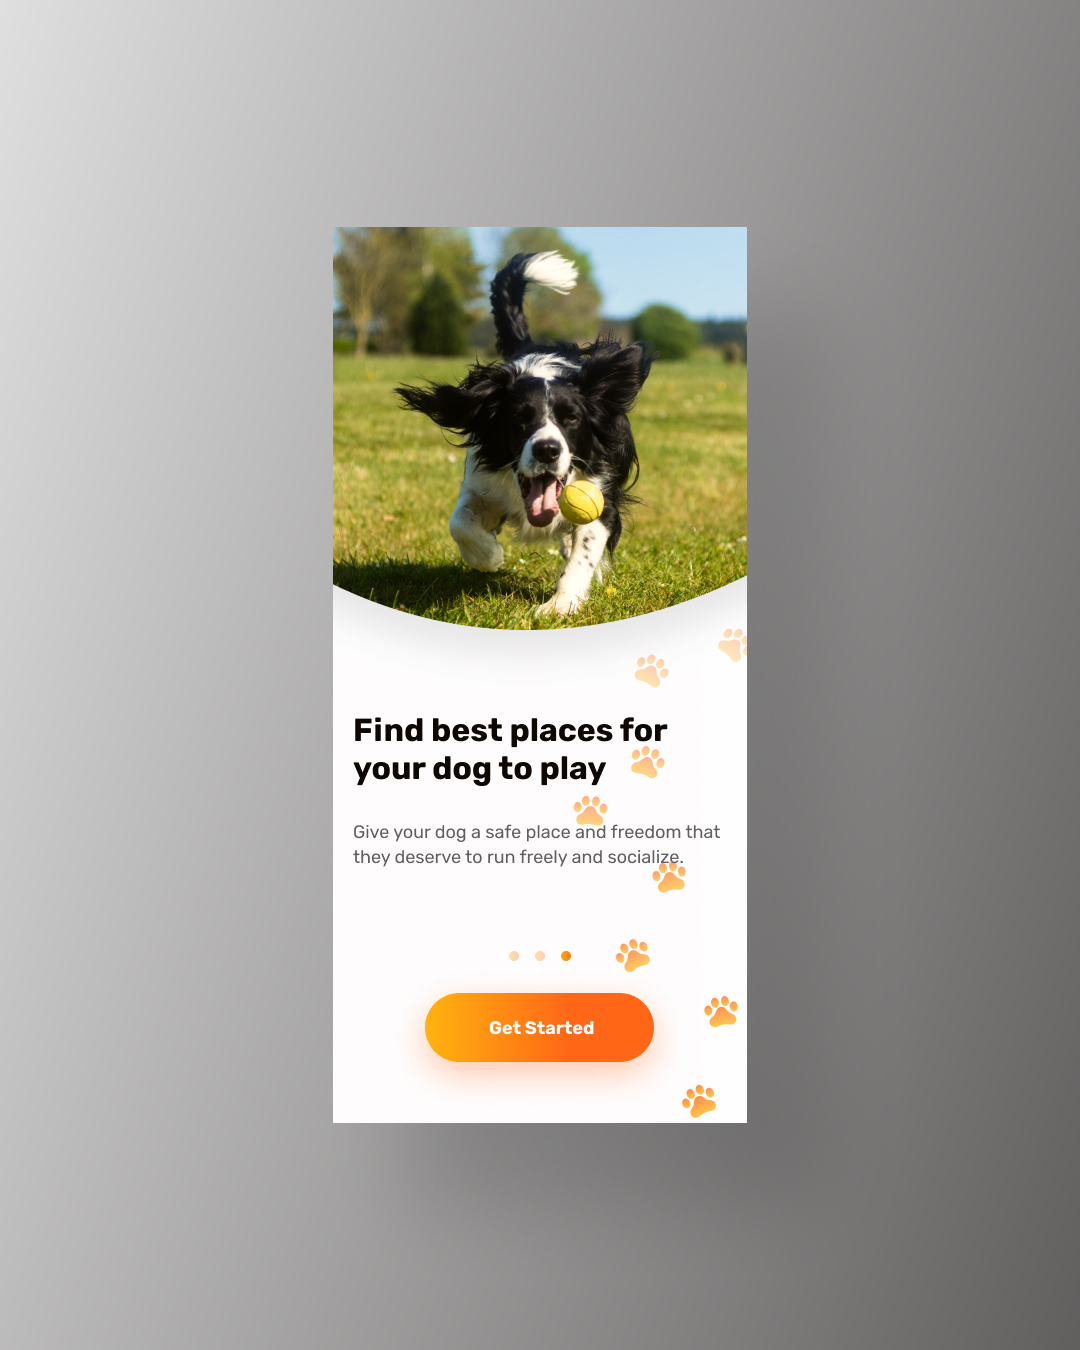 Find best places for
your dog to play
Give your dog a safe place and freedom that
they deserve to run freely and socialize.
Get Started